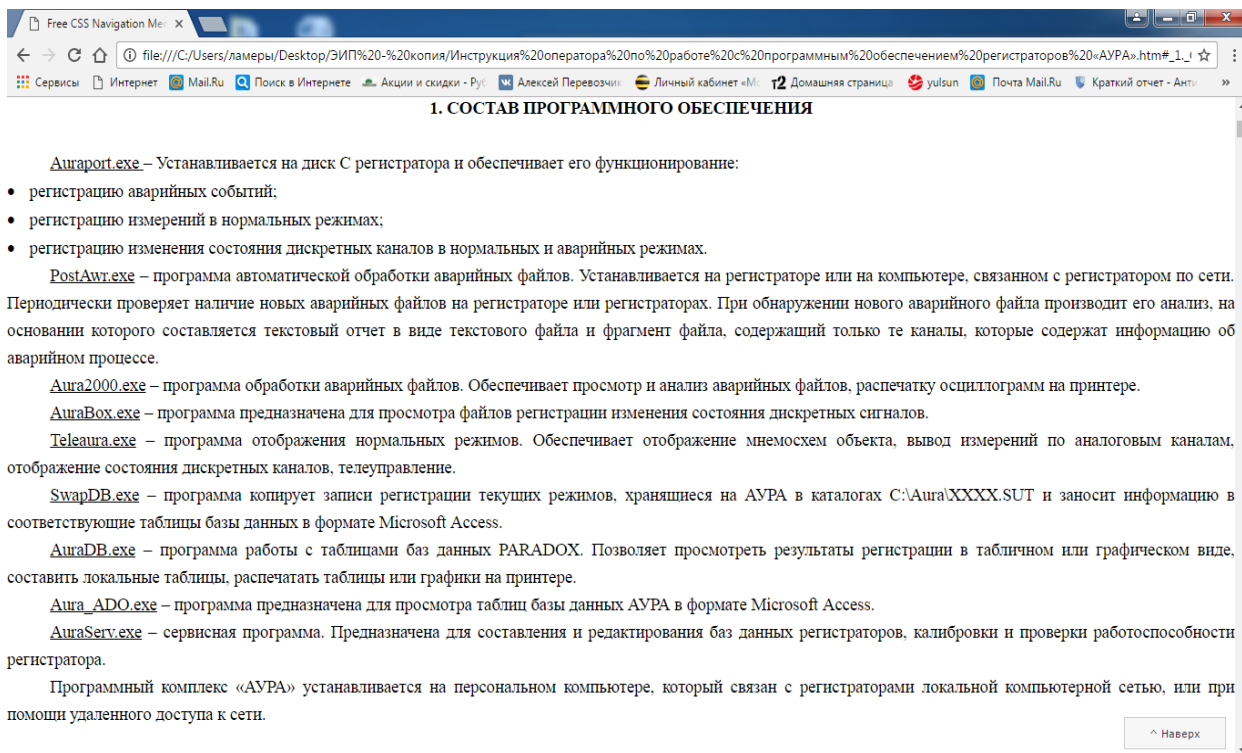 Free CSS Navigation Me
file:///C:/Users/ламеры/Desktop/ЭИП%20-%20копия/Инструкция%20оператора%20по%20работе%20с%20программным%20обеспечением%20регистраторов%20«АУРА».htm#_1._
Сервисы Интернет Mail.Ru Поиск в Интернете Акции и скидки - Руб Алексей Перевозчик Личный кабинет «Мо Домашняя страница yulsun Почта Mail.Ru Краткий отчет - Анти »
1. СОСТАВ ПРОГРАММНОГО ОБЕСПЕЧЕНИЯ
Auraport.exe – Устанавливается на диск С регистратора и обеспечивает его функционирование:
• регистрацию аварийных событий;
• регистрацию измерений в нормальных режимах;
• регистрацию изменения состояния дискретных каналов в нормальных и аварийных режимах.
PostAwr.exe – программа автоматической обработки аварийных файлов. Устанавливается на регистраторе или на компьютере, связанном с регистратором по сети.
Периодически проверяет наличие новых аварийных файлов на регистраторе или регистраторах. При обнаружении нового аварийного файла производит его анализ, на
основании которого составляется текстовый отчет в виде текстового файла и фрагмент файла, содержащий только те каналы, которые содержат информацию об
аварийном процессе.
Aura2000.exe – программа обработки аварийных файлов. Обеспечивает просмотр и анализ аварийных файлов, распечатку осциллограмм на принтере.
AuraBox.exe – программа предназначена для просмотра файлов регистрации изменения состояния дискретных сигналов.
Teleaura.exe – программа отображения нормальных режимов. Обеспечивает отображение мнемосхем объекта, вывод измерений по аналоговым каналам,
отображение состояния дискретных каналов, телеуправление.
SwapDB.exe – программа копирует записи регистрации текущих режимов, хранящиеся на АУРА в каталогах C:\Aura\XXXX.SUT и заносит информацию в
соответствующие таблицы базы данных в формате Microsoft Access.
AuraDB.exe – программа работы с таблицами баз данных PARADOX. Позволяет просмотреть результаты регистрации в табличном или графическом виде,
составить локальные таблицы, распечатать таблицы или графики на принтере.
Aura_ADO.exe – программа предназначена для просмотра таблиц базы данных АУРА в формате Microsoft Access.
AuraServ.exe – сервисная программа. Предназначена для составления и редактирования баз данных регистраторов, калибровки и проверки работоспособности
регистратора.
Программный комплекс «АУРА» устанавливается на персональном компьютере, который связан с регистраторами локальной компьютерной сетью, или при
помощи удаленного доступа к сети.
^ Наверх